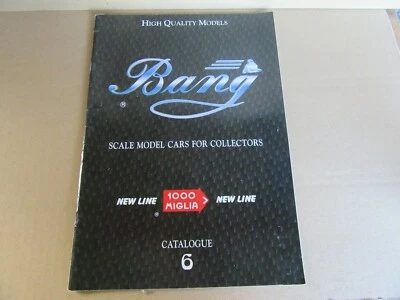 HIGH QUALITY MODELS
Bang
®
SCALE MODEL CARS FOR COLLECTORS
NEW LINE 1000 MIGLIA NEW LINE
®
CATALOGUE
6